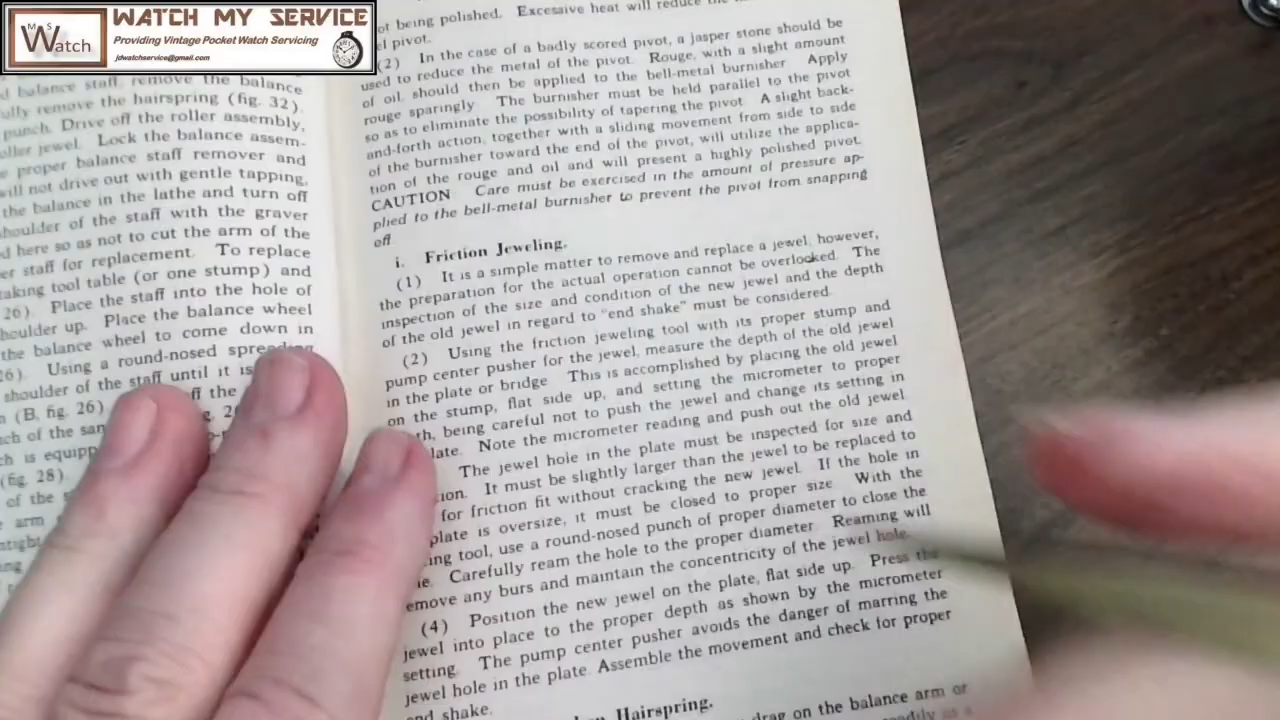 WATCH MY SERVICE
Providing Vintage Pocket Watch Servicing
jdwatchservice@gmail.com
M S
Watch
balance staff, remove the balance
remove the hairspring (fig. 32).
punch. Drive off the roller assembly,
jewel. Lock the balance assem-
proper balance staff remover and
will not drive out with gentle tapping,
the balance in the lathe and turn off
shoulder of the staff with the graver
here so as not to cut the arm of the
staff for replacement. To replace
taking tool table (or one stump) and
26) Place the staff into the hole of
shoulder up. Place the balance wheel
the balance wheel to come down in
26). Using a round-nosed spreading
shoulder of the staff until it is
(B. fig. 26). off the
of the
is
(fig. 28)
of the
arm
being polished. Excessive heat will reduce the
pivot.
(2) In the case of a badly scored pivot, a jasper stone should be
used to reduce the metal of the pivot. Rouge, with a slight amount
of oil, should then be applied to the bell-metal burnisher Apply
rouge sparingly The burnisher must be held parallel to the pivot
so as to eliminate the possibility of tapering the pivot A slight back-
and-forth action, together with a sliding movement from side to side
of the burnisher toward the end of the pivot, will utilize the applica-
tion of the rouge and oil and will present a highly polished pivot.
CAUTION Care must be exercised in the amount of pressure ap-
plied to the bell-metal burnisher to prevent the pivot from snapping
off
i. Friction Jeweling.
(1) It is a simple matter to remove and replace a jewel, however,
the preparation for the actual operation cannot be overlooked. The
inspection of the size and condition of the new jewel and the depth
of the old jewel in regard to "end shake" must be considered.
(2) Using the friction jeweling tool with its proper stump and
pump center pusher for the jewel, measure the depth of the old jewel
in the plate or bridge This is accomplished by placing the old jewel
on the stump, flat side up, and setting the micrometer to proper
being careful not to push the jewel and change its setting in
Note the micrometer reading and push out the old jewel.
The jewel hole in the plate must be inspected for size and
It must be slightly larger than the jewel to be replaced to
for friction fit without cracking the new jewel. If the hole in
plate is oversize, it must be closed to proper size With the
tool, use a round-nosed punch of proper diameter to close the
Carefully ream the hole to the proper diameter Reaming will
remove any burs and maintain the concentricity of the jewel hole.
(4) Position the new jewel on the plate, flat side up. Press the
jewel into place to the proper depth as shown by the micrometer
setting. The pump center pusher avoids the danger of marring the
jewel hole in the plate. Assemble the movement and check for proper
end shake.
Hairspring.
drag on the balance arm or